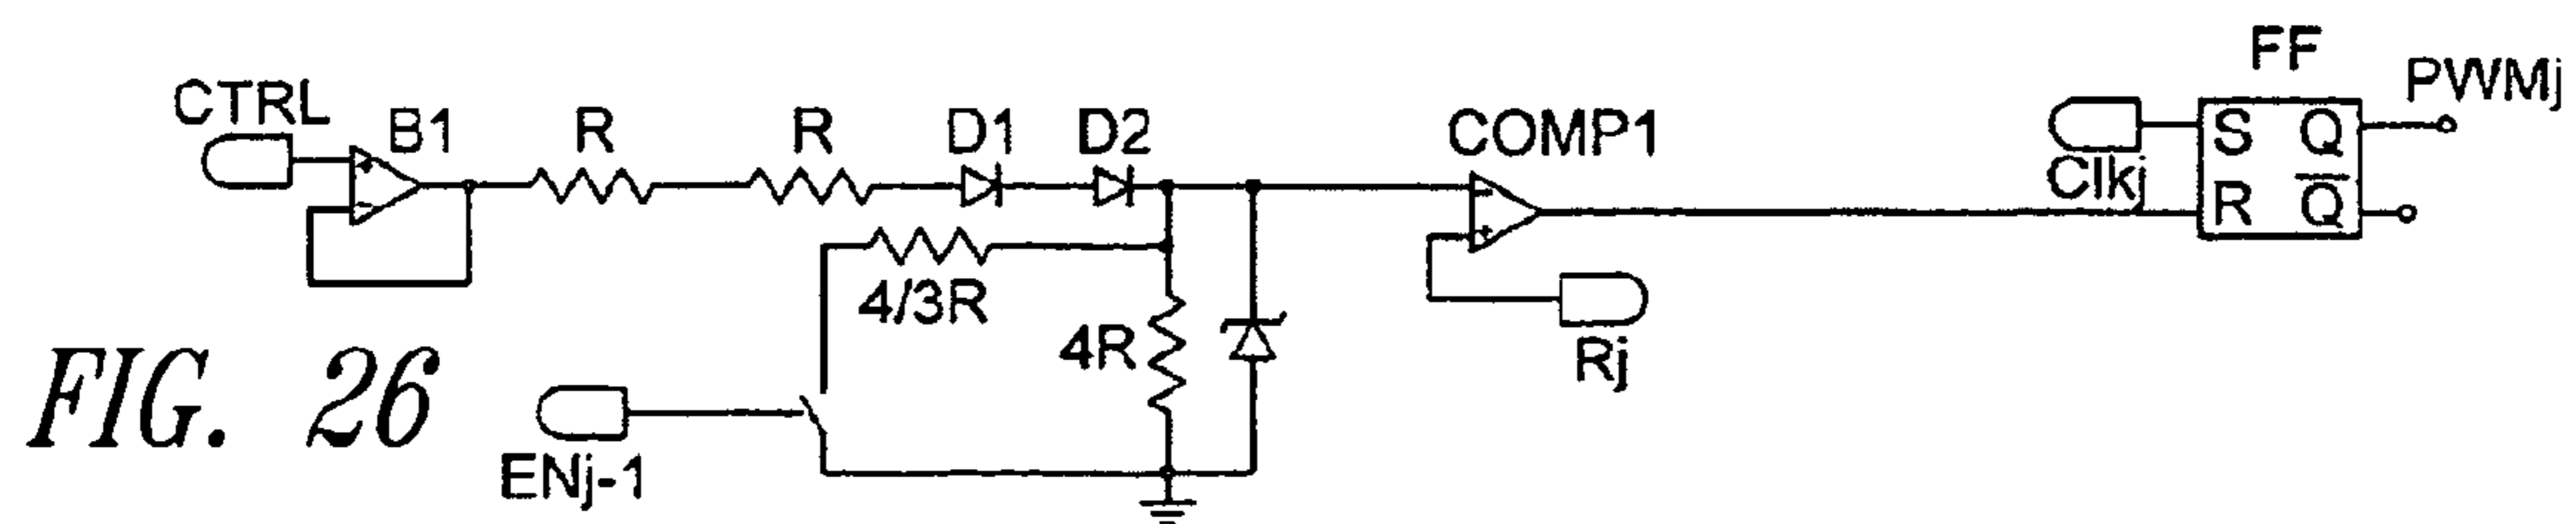 FF
CTRL
B1
R
R
D1
D2
COMP1
PWMj
Clkj
S
Q
R
Q̅
+
-
-
+
4/3R
4R
Rj
ENj-1
FIG. 26